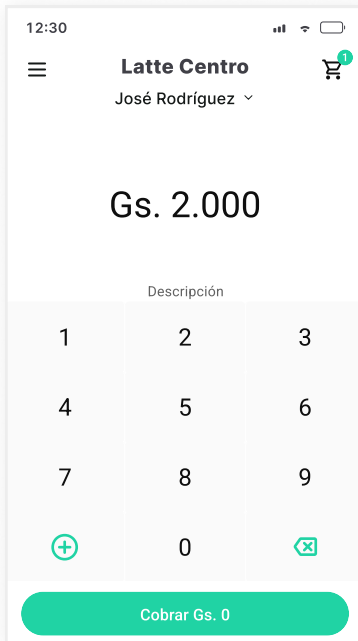 12:30
Latte Centro
1
José Rodríguez
Gs. 2.000
Descripción
1 2 3
4 5 6
7 8 9
0
Cobrar Gs. 0